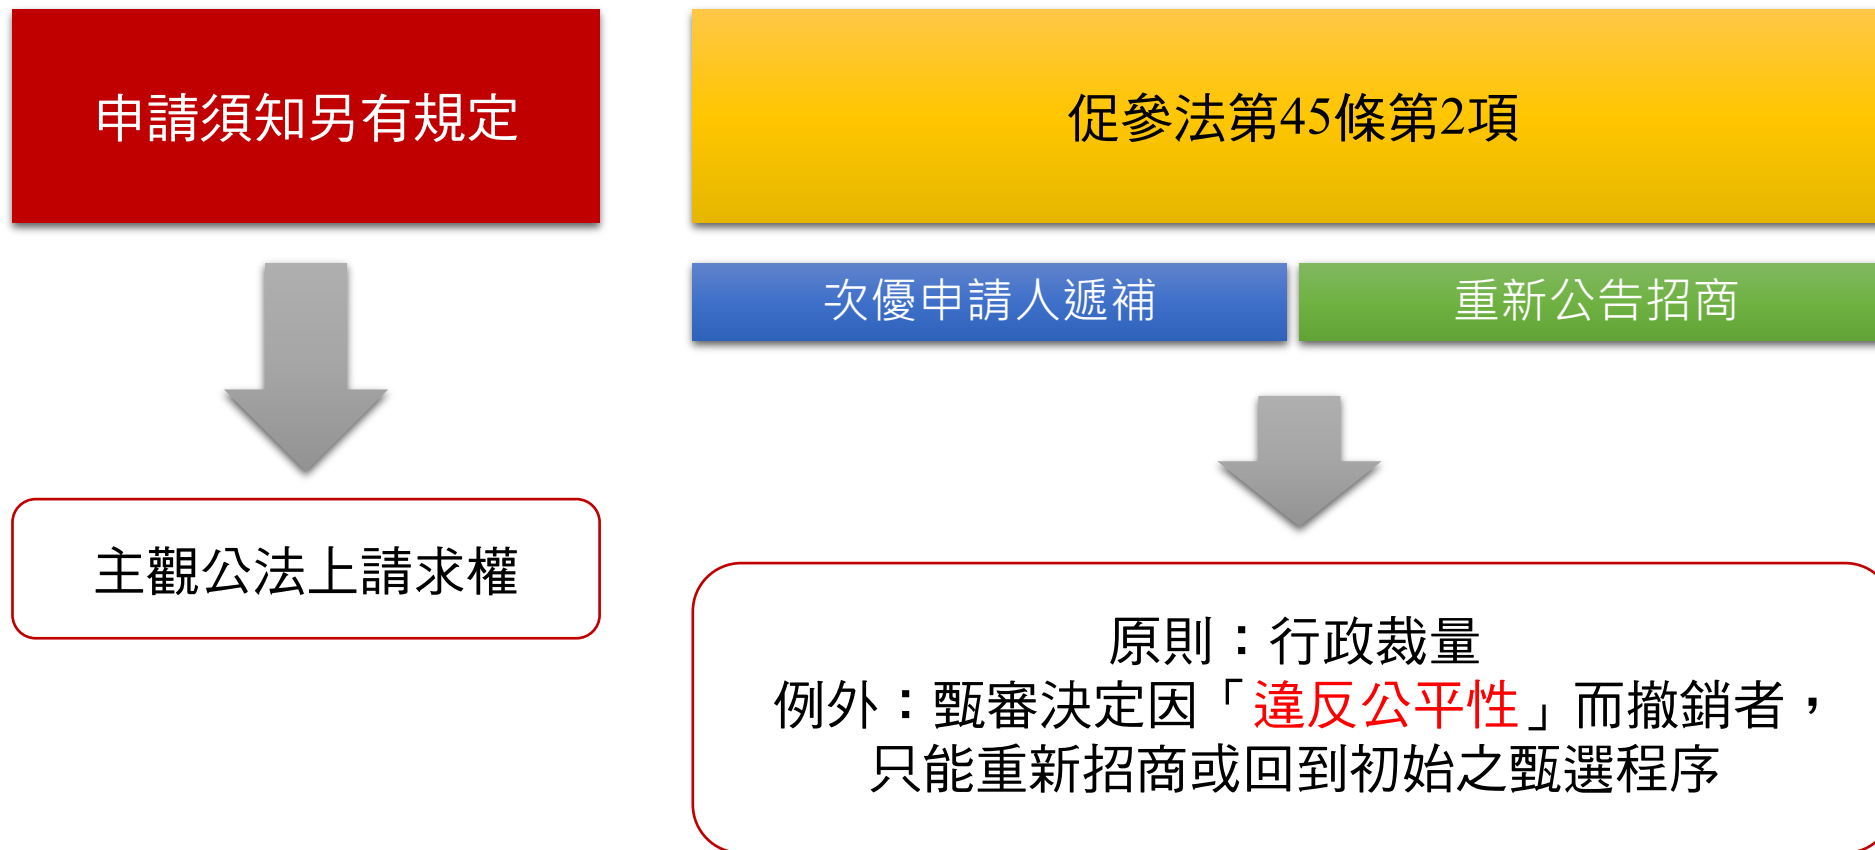 申請須知另有規定
促參法第45條第2項
次優申請人遞補
重新公告招商
主觀公法上請求權
原則：行政裁量
例外：甄審決定因「違反公平性」而撤銷者，
只能重新招商或回到初始之甄選程序